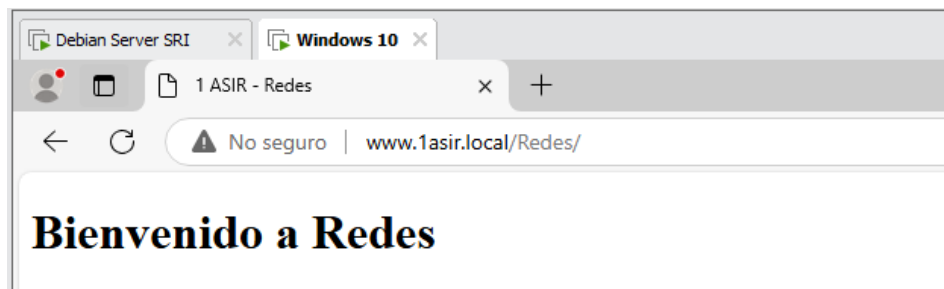 Debian Server SRI Windows 10
1 ASIR - Redes
No seguro www.1asir.local/Redes/
Bienvenido a Redes